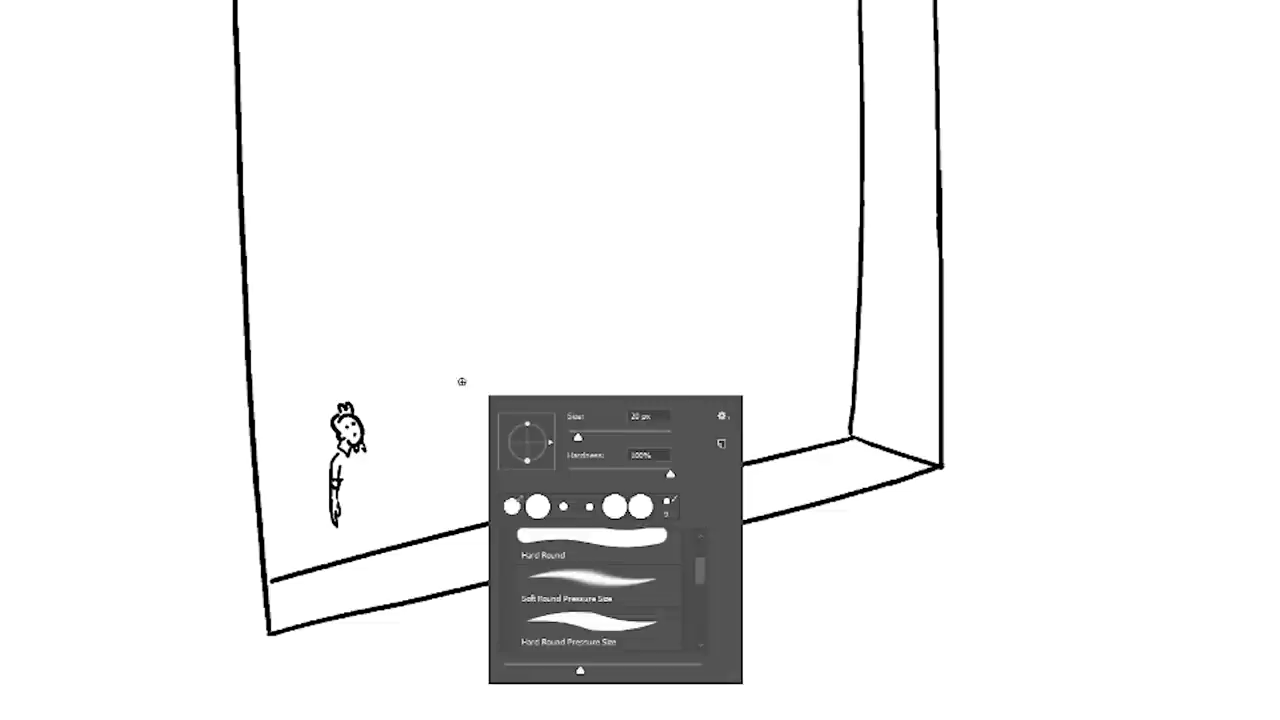 Size:
20 px
Hardness:
100%
Hard Round
Soft Round Pressure Size
Hard Round Pressure Size